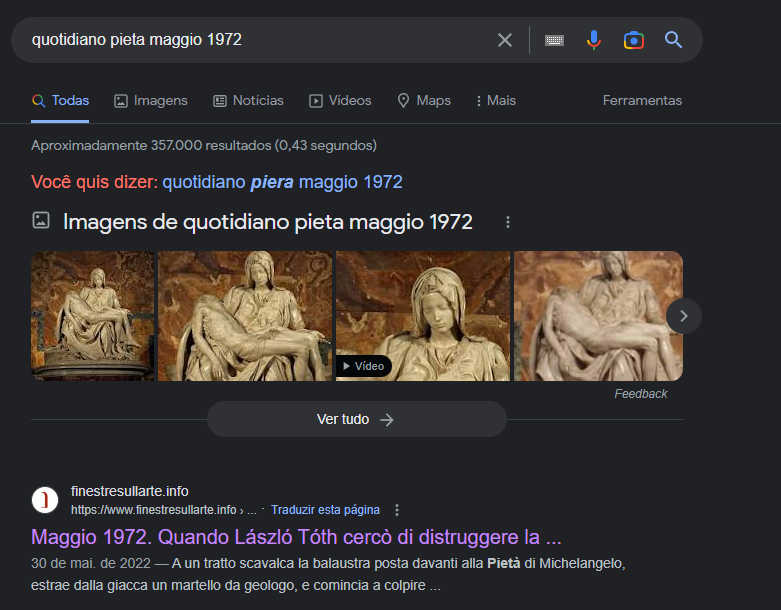 quotidiano pieta maggio 1972
Todas Imagens Notícias Vídeos Maps Mais Ferramentas
Aproximadamente 357.000 resultados (0,43 segundos)
Você quis dizer: quotidiano piera maggio 1972
Imagens de quotidiano pieta maggio 1972
Vídeo
Feedback
Ver tudo
finestresullarte.info
https://www.finestresullarte.info › ... · Traduzir esta página
Maggio 1972. Quando László Tóth cercò di distruggere la ...
30 de mai. de 2022 — A un tratto scavalca la balaustra posta davanti alla Pietà di Michelangelo,
estrae dalla giacca un martello da geologo, e comincia a colpire ...